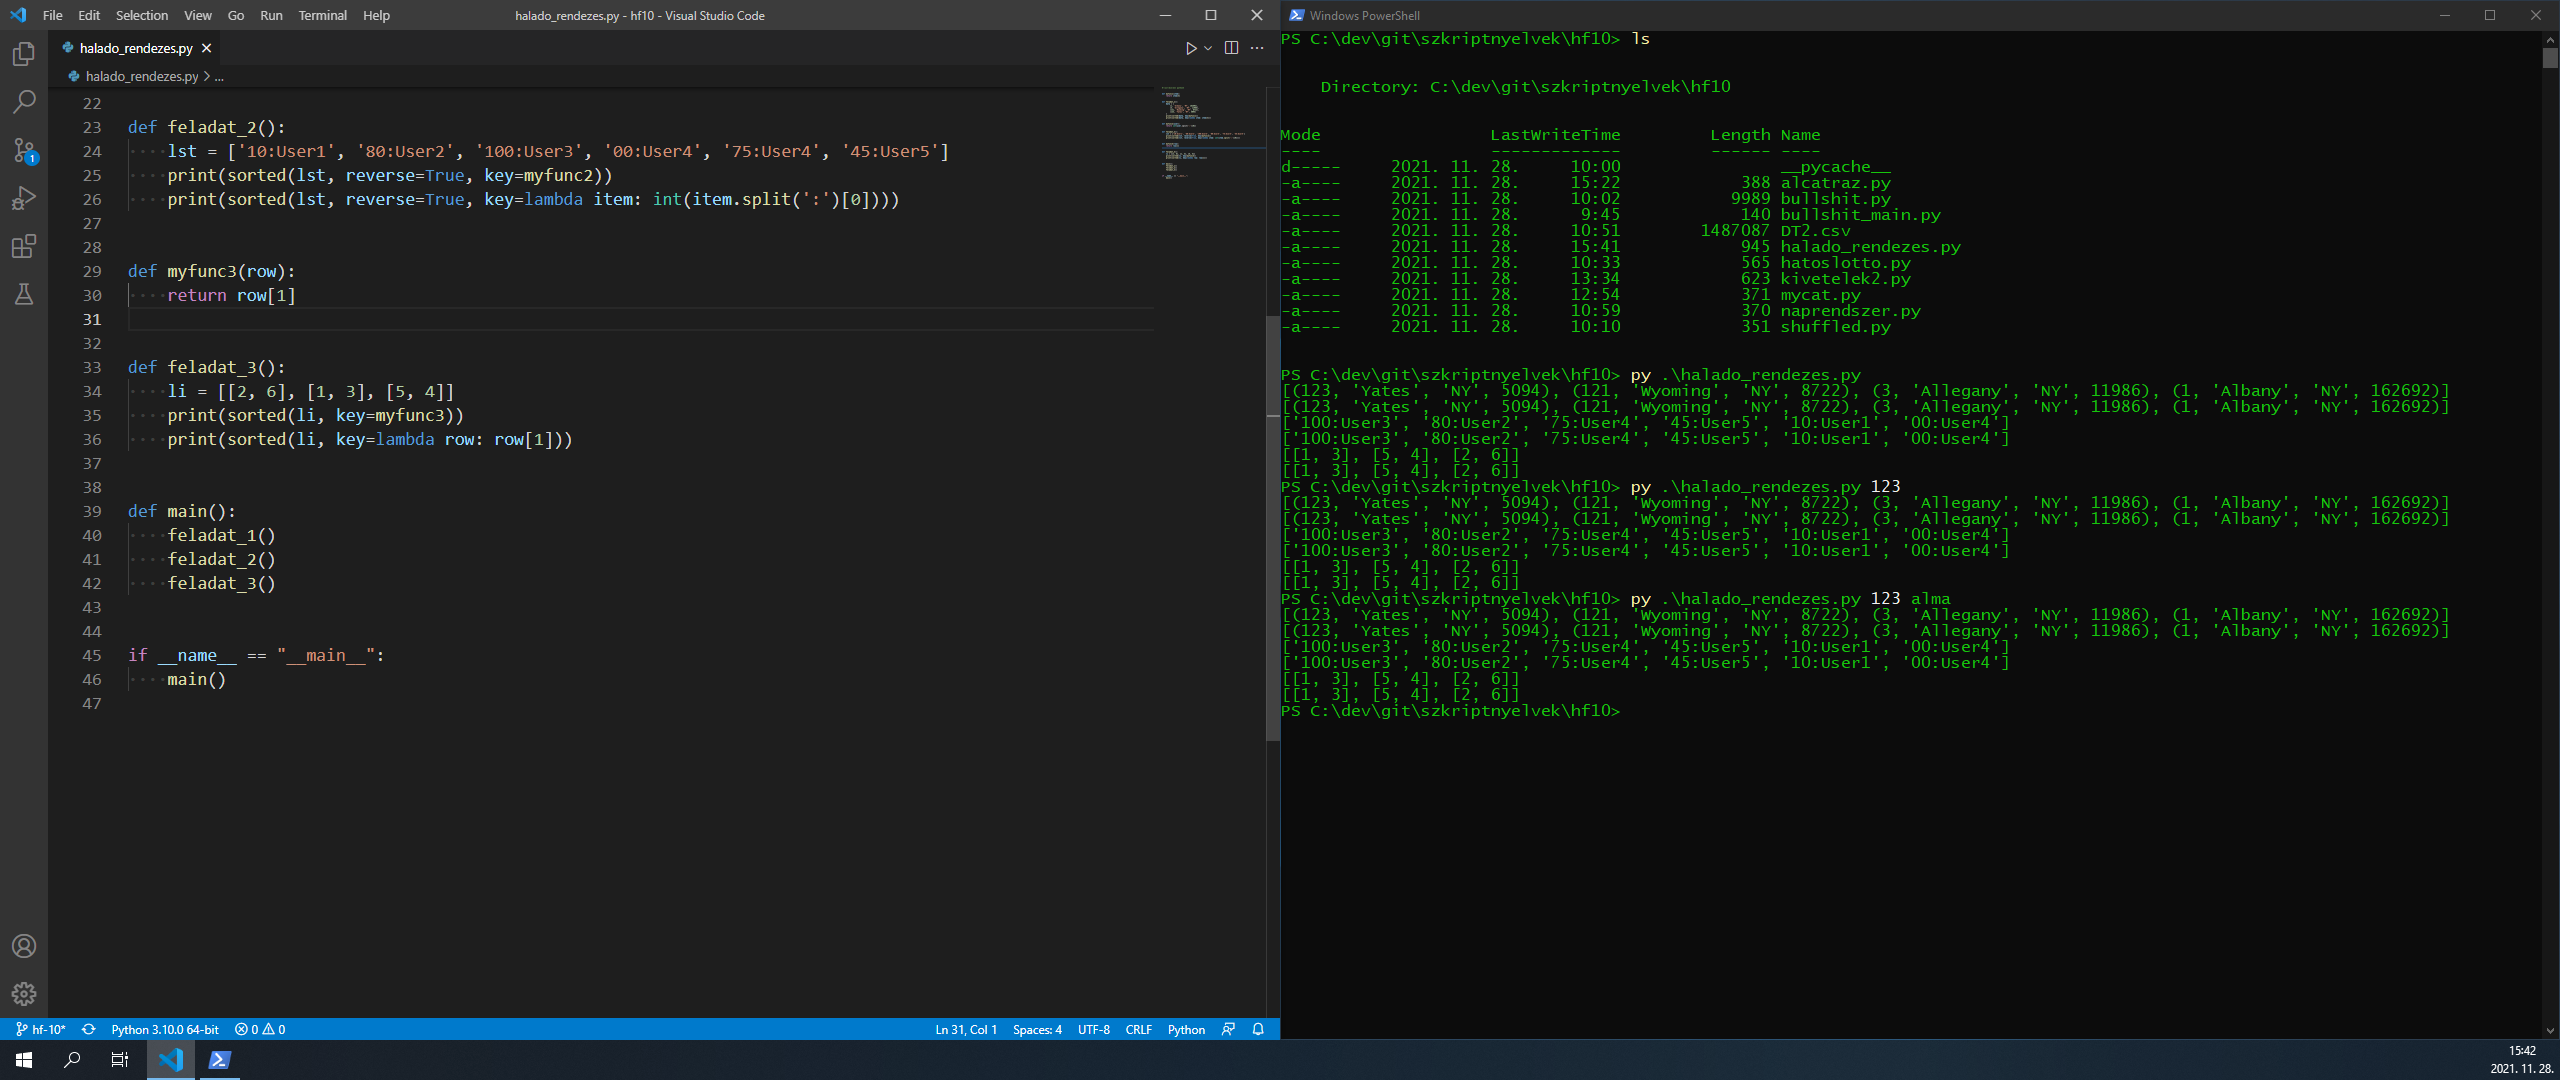 File Edit Selection View Go Run Terminal Help halado_rendezes.py - hf10 - Visual Studio Code
halado_rendezes.py
halado_rendezes.py > ...
22
23 def feladat_2():
24 ····lst = ['10:User1', '80:User2', '100:User3', '00:User4', '75:User4', '45:User5']
25 ····print(sorted(lst, reverse=True, key=myfunc2))
26 ····print(sorted(lst, reverse=True, key=lambda item: int(item.split(':')[0])))
27
28
29 def myfunc3(row):
30 ····return row[1]
31
32
33 def feladat_3():
34 ····li = [[2, 6], [1, 3], [5, 4]]
35 ····print(sorted(li, key=myfunc3))
36 ····print(sorted(li, key=lambda row: row[1]))
37
38
39 def main():
40 ····feladat_1()
41 ····feladat_2()
42 ····feladat_3()
43
44
45 if __name__ == "__main__":
46 ····main()
47
1
hf-10* Python 3.10.0 64-bit 0 0 Ln 31, Col 1 Spaces: 4 UTF-8 CRLF Python
Windows PowerShell
PS C:\dev\git\szkriptnyelvek\hf10> ls
Directory: C:\dev\git\szkriptnyelvek\hf10
Mode LastWriteTime Length Name
---- ------------- ------ ----
d----- 2021. 11. 28. 10:00 __pycache__
-a---- 2021. 11. 28. 15:22 388 alcatraz.py
-a---- 2021. 11. 28. 10:02 9989 bullshit.py
-a---- 2021. 11. 28. 9:45 140 bullshit_main.py
-a---- 2021. 11. 28. 10:51 1487087 DT2.csv
-a---- 2021. 11. 28. 15:41 945 halado_rendezes.py
-a---- 2021. 11. 28. 10:33 565 hatoslotto.py
-a---- 2021. 11. 28. 13:34 623 kivetelek2.py
-a---- 2021. 11. 28. 12:54 371 mycat.py
-a---- 2021. 11. 28. 10:59 370 naprendszer.py
-a---- 2021. 11. 28. 10:10 351 shuffled.py
PS C:\dev\git\szkriptnyelvek\hf10> py .\halado_rendezes.py
[(123, 'Yates', 'NY', 5094), (121, 'Wyoming', 'NY', 8722), (3, 'Allegany', 'NY', 11986), (1, 'Albany', 'NY', 162692)]
[(123, 'Yates', 'NY', 5094), (121, 'Wyoming', 'NY', 8722), (3, 'Allegany', 'NY', 11986), (1, 'Albany', 'NY', 162692)]
['100:User3', '80:User2', '75:User4', '45:User5', '10:User1', '00:User4']
['100:User3', '80:User2', '75:User4', '45:User5', '10:User1', '00:User4']
[[1, 3], [5, 4], [2, 6]]
[[1, 3], [5, 4], [2, 6]]
PS C:\dev\git\szkriptnyelvek\hf10> py .\halado_rendezes.py 123
[(123, 'Yates', 'NY', 5094), (121, 'Wyoming', 'NY', 8722), (3, 'Allegany', 'NY', 11986), (1, 'Albany', 'NY', 162692)]
[(123, 'Yates', 'NY', 5094), (121, 'Wyoming', 'NY', 8722), (3, 'Allegany', 'NY', 11986), (1, 'Albany', 'NY', 162692)]
['100:User3', '80:User2', '75:User4', '45:User5', '10:User1', '00:User4']
['100:User3', '80:User2', '75:User4', '45:User5', '10:User1', '00:User4']
[[1, 3], [5, 4], [2, 6]]
[[1, 3], [5, 4], [2, 6]]
PS C:\dev\git\szkriptnyelvek\hf10> py .\halado_rendezes.py 123 alma
[(123, 'Yates', 'NY', 5094), (121, 'Wyoming', 'NY', 8722), (3, 'Allegany', 'NY', 11986), (1, 'Albany', 'NY', 162692)]
[(123, 'Yates', 'NY', 5094), (121, 'Wyoming', 'NY', 8722), (3, 'Allegany', 'NY', 11986), (1, 'Albany', 'NY', 162692)]
['100:User3', '80:User2', '75:User4', '45:User5', '10:User1', '00:User4']
['100:User3', '80:User2', '75:User4', '45:User5', '10:User1', '00:User4']
[[1, 3], [5, 4], [2, 6]]
[[1, 3], [5, 4], [2, 6]]
PS C:\dev\git\szkriptnyelvek\hf10>
15:42
2021. 11. 28.